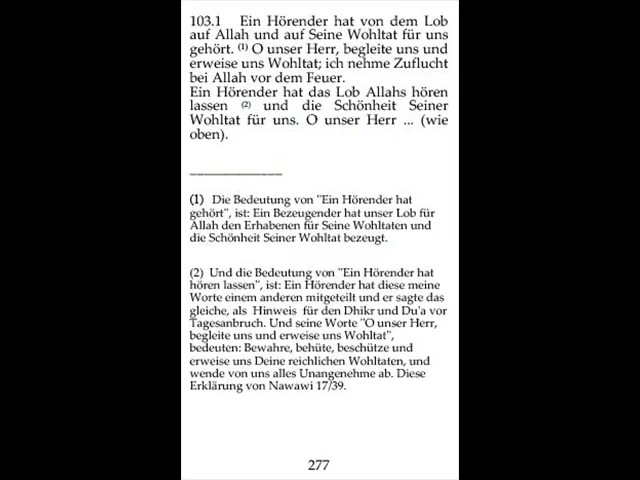 103.1 Ein Hörender hat von dem Lob
auf Allah und auf Seine Wohltat für uns
gehört. (1) O unser Herr, begleite uns und
erweise uns Wohltat; ich nehme Zuflucht
bei Allah vor dem Feuer.
Ein Hörender hat das Lob Allahs hören
lassen (2) und die Schönheit Seiner
Wohltat für uns. O unser Herr ... (wie
oben).
_____________
(1) Die Bedeutung von "Ein Hörender hat
gehört", ist: Ein Bezeugender hat unser Lob für
Allah den Erhabenen für Seine Wohltaten und
die Schönheit Seiner Wohltat bezeugt.
(2) Und die Bedeutung von "Ein Hörender hat
hören lassen", ist: Ein Hörender hat diese meine
Worte einem anderen mitgeteilt und er sagte das
gleiche, als Hinweis für den Dhikr und Du'a vor
Tagesanbruch. Und seine Worte "O unser Herr,
begleite uns und erweise uns Wohltat",
bedeuten: Bewahre, behüte, beschütze und
erweise uns Deine reichlichen Wohltaten, und
wende von uns alles Unangenehme ab. Diese
Erklärung von Nawawi 17/39.
277